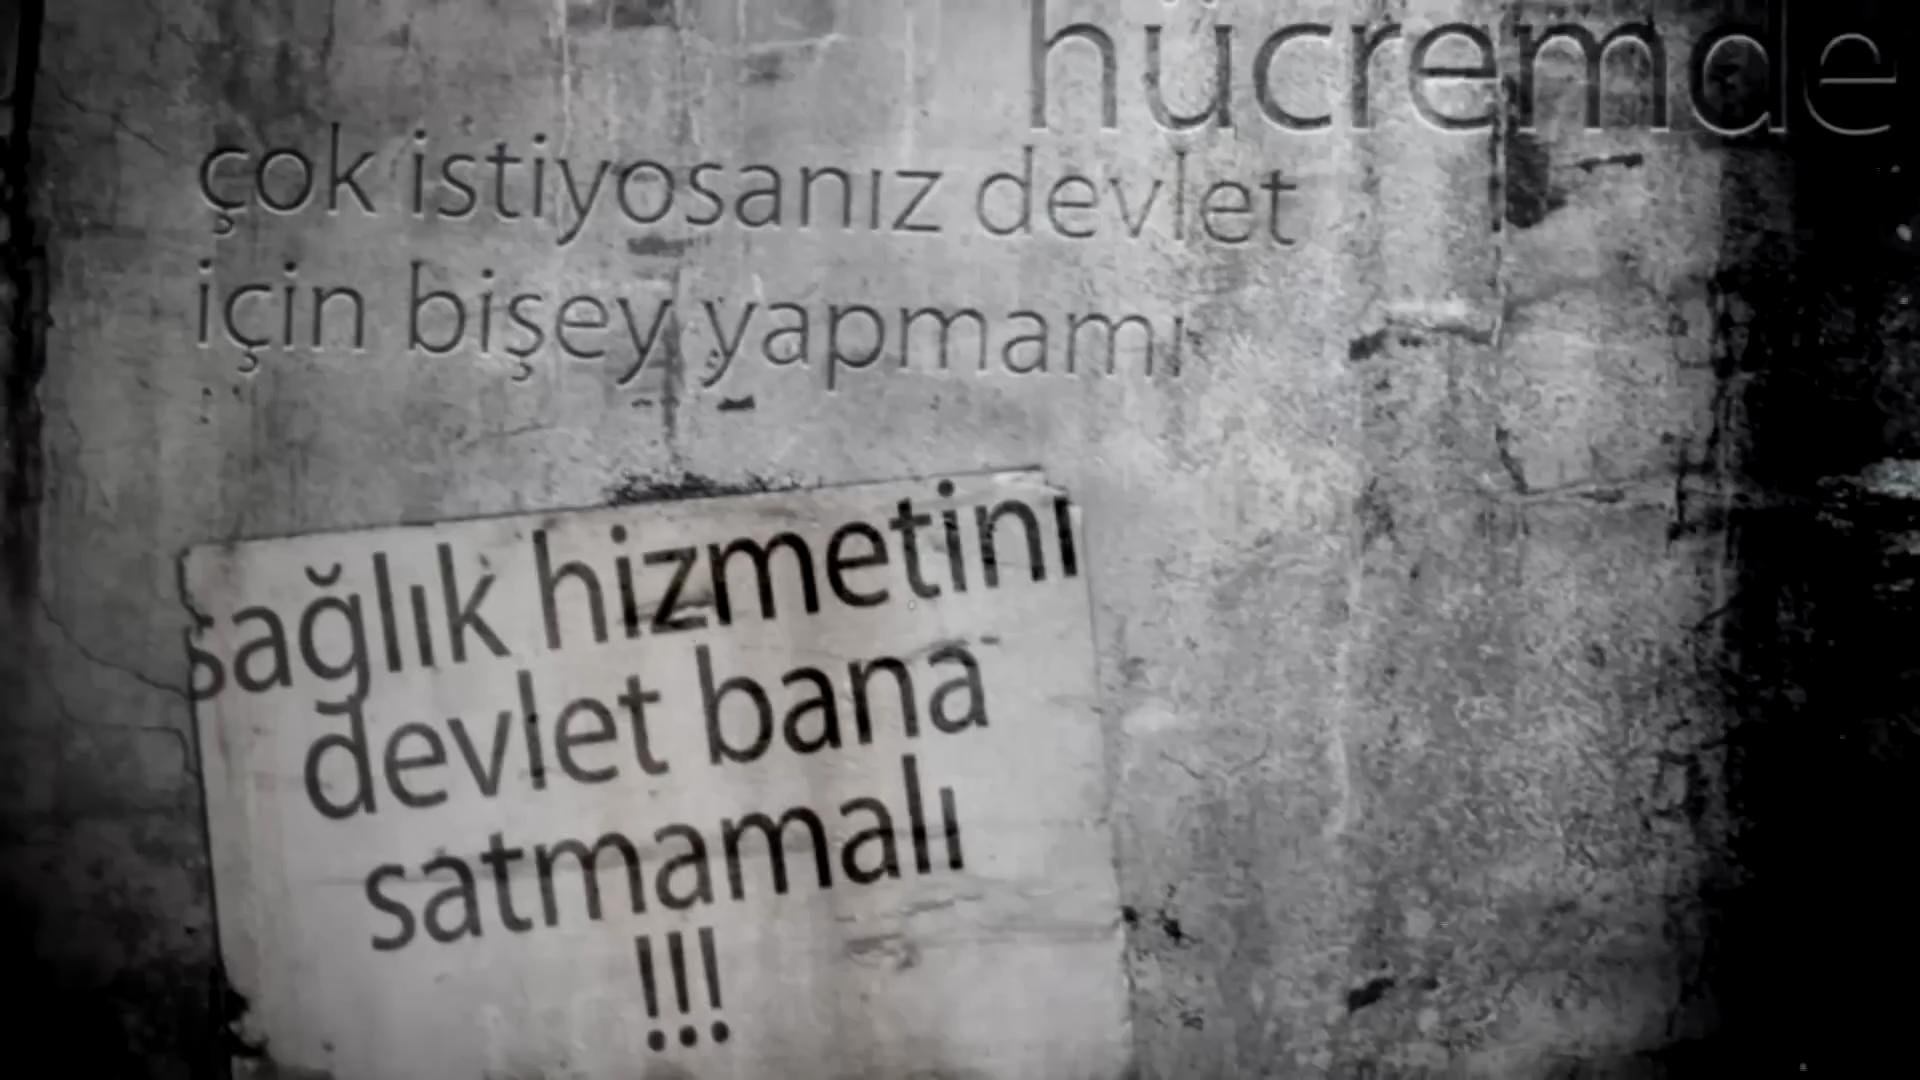 hücremde
çok istiyosanız devlet
için bişey yapmamı
sağlık hizmetini
devlet bana
satmamalı
!!!